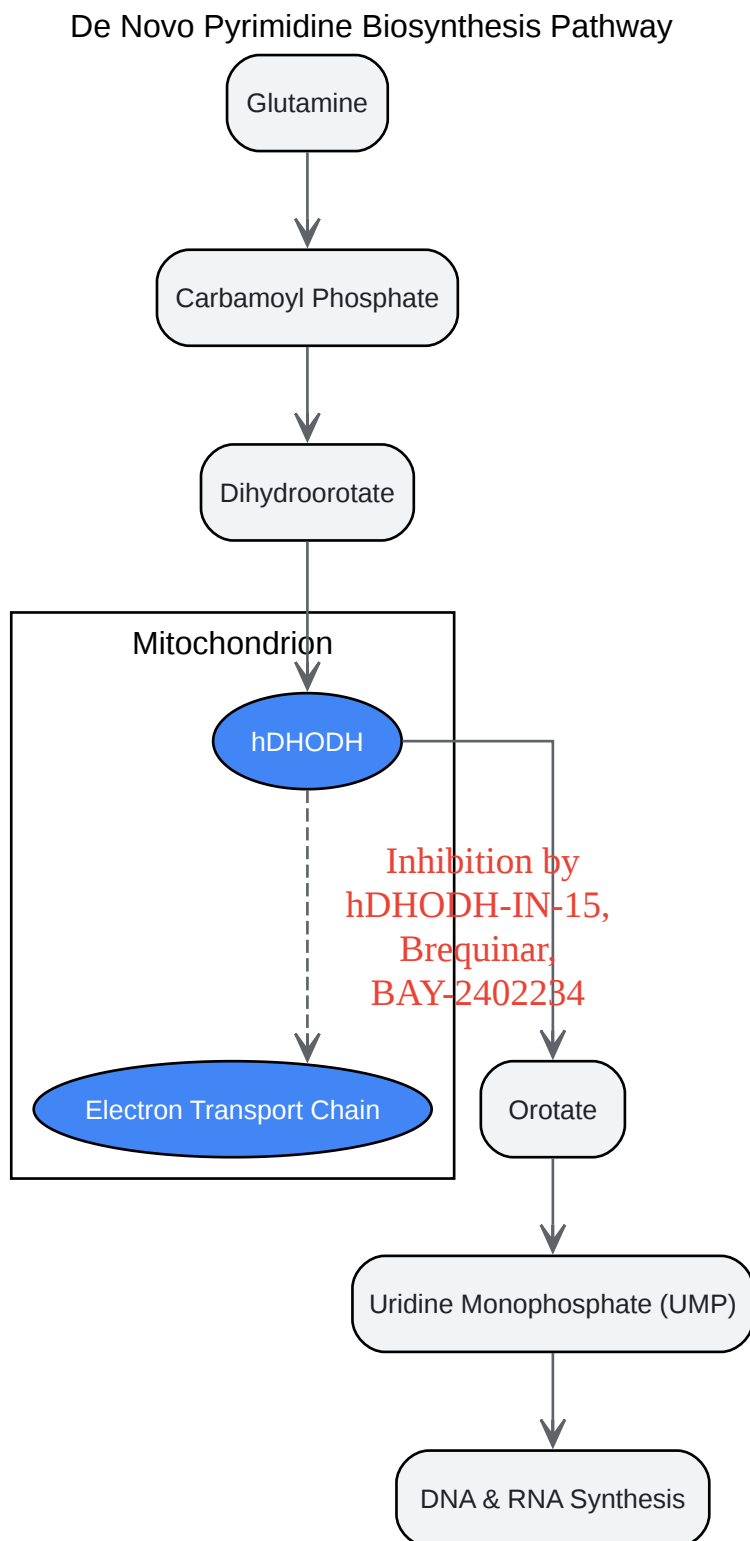 De Novo Pyrimidine Biosynthesis Pathway
Glutamine
Carbamoyl Phosphate
Dihydroorotate
Mitochondrion
hDHODH
Inhibition by
hDHODH-IN-15,
Brequinar,
BAY-2402234
Electron Transport Chain
Orotate
Uridine Monophosphate (UMP)
DNA & RNA Synthesis